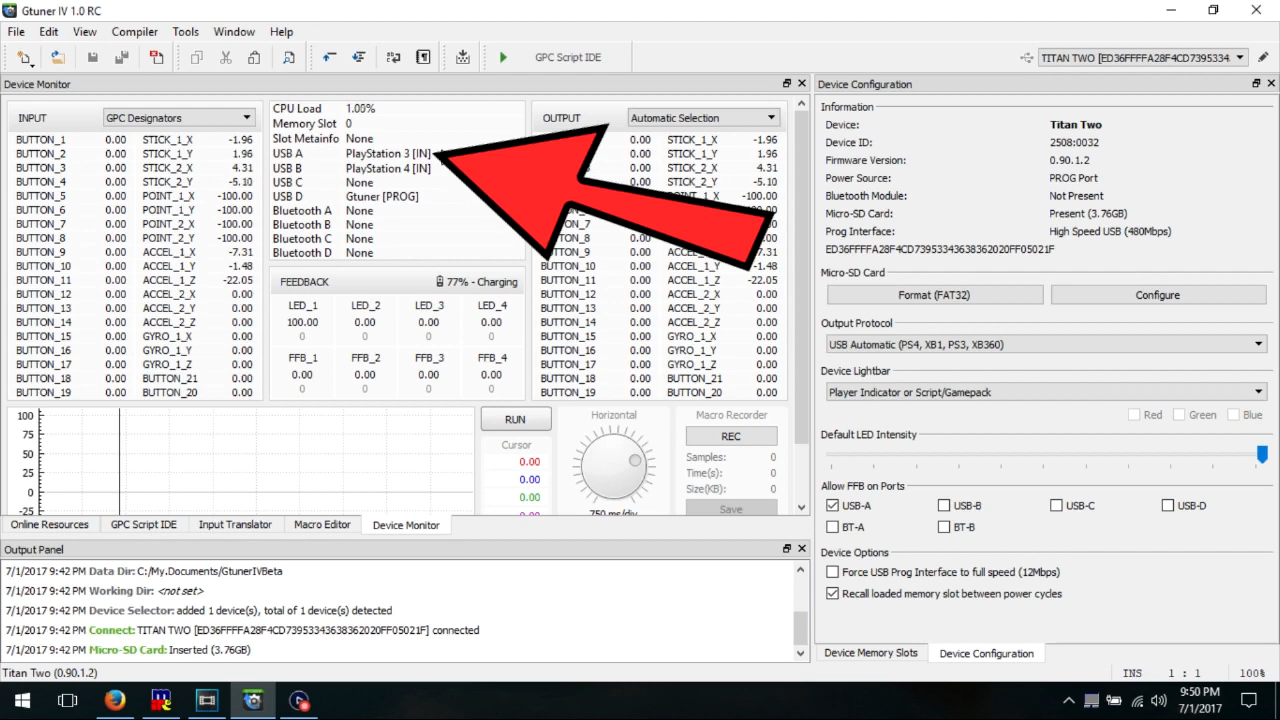 Gtuner IV 1.0 RC
File Edit View Compiler Tools Window Help
GPC Script IDE
TITAN TWO [ED36FFFFA28F4CD7395334
Device Monitor
INPUT GPC Designators
BUTTON_1 0.00 STICK_1_X -1.96
BUTTON_2 0.00 STICK_1_Y 1.96
BUTTON_3 0.00 STICK_2_X 4.31
BUTTON_4 0.00 STICK_2_Y -5.10
BUTTON_5 0.00 POINT_1_X -100.00
BUTTON_6 0.00 POINT_1_Y -100.00
BUTTON_7 0.00 POINT_2_X -100.00
BUTTON_8 0.00 POINT_2_Y -100.00
BUTTON_9 0.00 ACCEL_1_X -7.31
BUTTON_10 0.00 ACCEL_1_Y -1.48
BUTTON_11 0.00 ACCEL_1_Z -22.05
BUTTON_12 0.00 ACCEL_2_X 0.00
BUTTON_13 0.00 ACCEL_2_Y 0.00
BUTTON_14 0.00 ACCEL_2_Z 0.00
BUTTON_15 0.00 GYRO_1_X 0.00
BUTTON_16 0.00 GYRO_1_Y 0.00
BUTTON_17 0.00 GYRO_1_Z 0.00
BUTTON_18 0.00 BUTTON_21 0.00
BUTTON_19 0.00 BUTTON_20 0.00
CPU Load 1.00%
Memory Slot 0
Slot Metainfo None
USB A PlayStation 3 [IN]
USB B PlayStation 4 [IN]
USB C None
USB D Gtuner [PROG]
Bluetooth A None
Bluetooth B None
Bluetooth C None
Bluetooth D None
FEEDBACK 77% - Charging
LED_1 LED_2 LED_3 LED_4
100.00 0.00 0.00 0.00
0 0 0 0
FFB_1 FFB_2 FFB_3 FFB_4
0.00 0.00 0.00 0.00
0 0 0 0
OUTPUT Automatic Selection
0.00 STICK_1_X -1.96
0.00 STICK_1_Y 1.96
0.00 STICK_2_X 4.31
0.00 STICK_2_Y -5.10
_1_X -100.00
BUTTON_8 0.00
BUTTON_9 0.00 ACCEL -7.31
BUTTON_10 0.00 ACCEL_1_Y -1.48
BUTTON_11 0.00 ACCEL_1_Z -22.05
BUTTON_12 0.00 ACCEL_2_X 0.00
BUTTON_13 0.00 ACCEL_2_Y 0.00
BUTTON_14 0.00 ACCEL_2_Z 0.00
BUTTON_15 0.00 GYRO_1_X 0.00
BUTTON_16 0.00 GYRO_1_Y 0.00
BUTTON_17 0.00 GYRO_1_Z 0.00
BUTTON_18 0.00 BUTTON_21 0.00
BUTTON_19 0.00 BUTTON_20 0.00
100
75
50
25
0
-25
RUN
Cursor
0.00
0.00
0.00
Horizontal
750 ms/div
Macro Recorder
REC
Samples: 0
Time(s): 0
Size(KB): 0
Save
Online Resources GPC Script IDE Input Translator Macro Editor Device Monitor
Output Panel
7/1/2017 9:42 PM Data Dir: C:/My.Documents/GtunerIVBeta
7/1/2017 9:42 PM Working Dir: <not set>
7/1/2017 9:42 PM Device Selector: added 1 device(s), total of 1 device(s) detected
7/1/2017 9:42 PM Connect: TITAN TWO [ED36FFFFA28F4CD73953343638362020FF05021F] connected
7/1/2017 9:42 PM Micro-SD Card: Inserted (3.76GB)
Device Configuration
Information
Device: Titan Two
Device ID: 2508:0032
Firmware Version: 0.90.1.2
Power Source: PROG Port
Bluetooth Module: Not Present
Micro-SD Card: Present (3.76GB)
Prog Interface: High Speed USB (480Mbps)
ED36FFFFA28F4CD73953343638362020FF05021F
Micro-SD Card
Format (FAT32) Configure
Output Protocol
USB Automatic (PS4, XB1, PS3, XB360)
Device Lightbar
Player Indicator or Script/Gamepack
Red Green Blue
Default LED Intensity
Allow FFB on Ports
USB-A USB-B USB-C USB-D
BT-A BT-B
Device Options
Force USB Prog Interface to full speed (12Mbps)
Recall loaded memory slot between power cycles
Device Memory Slots Device Configuration
Titan Two (0.90.1.2) INS 1 : 1 100%
9:50 PM
7/1/2017